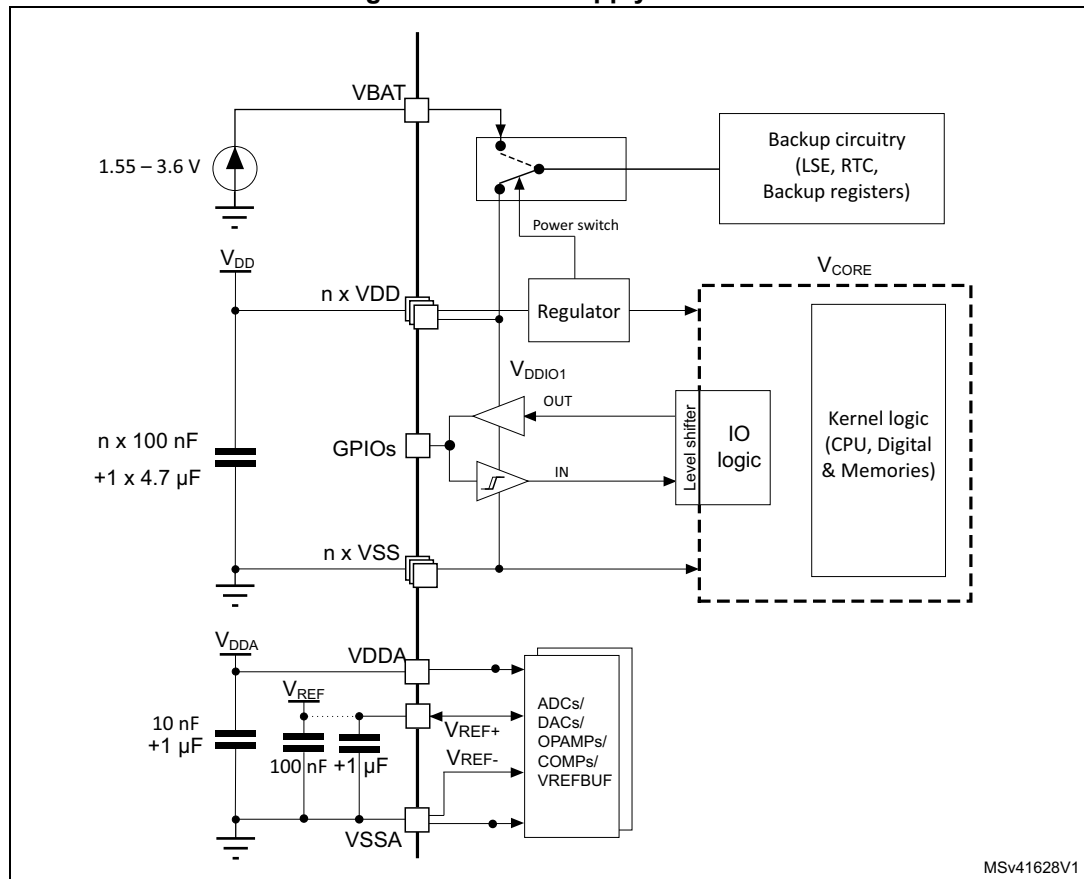 VBAT
1.55 – 3.6 V
Backup circuitry
(LSE, RTC,
Backup registers)
Power switch
VDD
n x VDD
Regulator
VCORE
VDDIO1
OUT
GPIOs
n x 100 nF
+1 x 4.7 µF
IN
Level shifter
IO
logic
Kernel logic
(CPU, Digital
& Memories)
n x VSS
VDDA
VDDA
VREF
10 nF
+1 µF
100 nF
+1 µF
VREF+
VREF-
ADCs/
DACs/
OPAMPs/
COMPs/
VREFBUF
VSSA
MSv41628V1